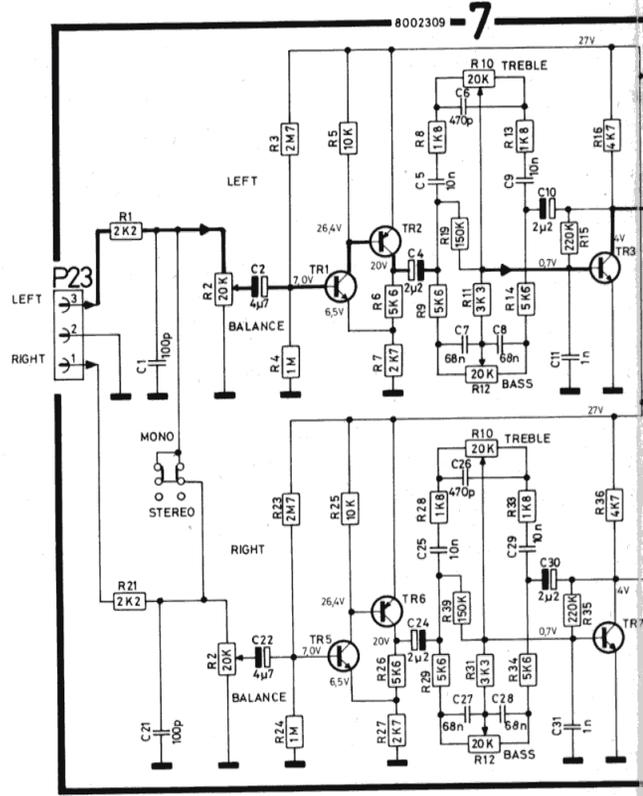 8002309 7
27V
R10 TREBLE
20K
C6
470p
R3 2M7
R5 10K
R8 1K8
R13 1K8
R16 4K7
C5 10n
C9 10n
LEFT
C10
2µ2
R1
2K2
26,4V
TR2
R19 150K
220K R15
4V
TR3
20V
C4
2µ2
0,7V
P23
LEFT 3
2
RIGHT 1
R2 20K
C2
4µ7
7,0V
TR1
6,5V
R6 5K6
R9 5K6
R11 3K3
R14 5K6
BALANCE
C7
68n
C8
68n
C1 100p
R4 1M
R7 2K7
20K
R12 BASS
C11 1n
27V
MONO
STEREO
R10 TREBLE
20K
C26
470p
R23 2M7
R25 10K
R28 1K8
R33 1K8
R36 4K7
C25 10n
C29 10n
RIGHT
C30
2µ2
R21
2K2
26,4V
TR6
R39 150K
220K R35
4V
TR7
20V
C24
2µ2
0,7V
R2 20K
C22
4µ7
7,0V
TR5
6,5V
R26 5K6
R29 5K6
R31 3K3
R34 5K6
BALANCE
C27
68n
C28
68n
C21 100p
R24 1M
R27 2K7
20K
R12 BASS
C31 1n